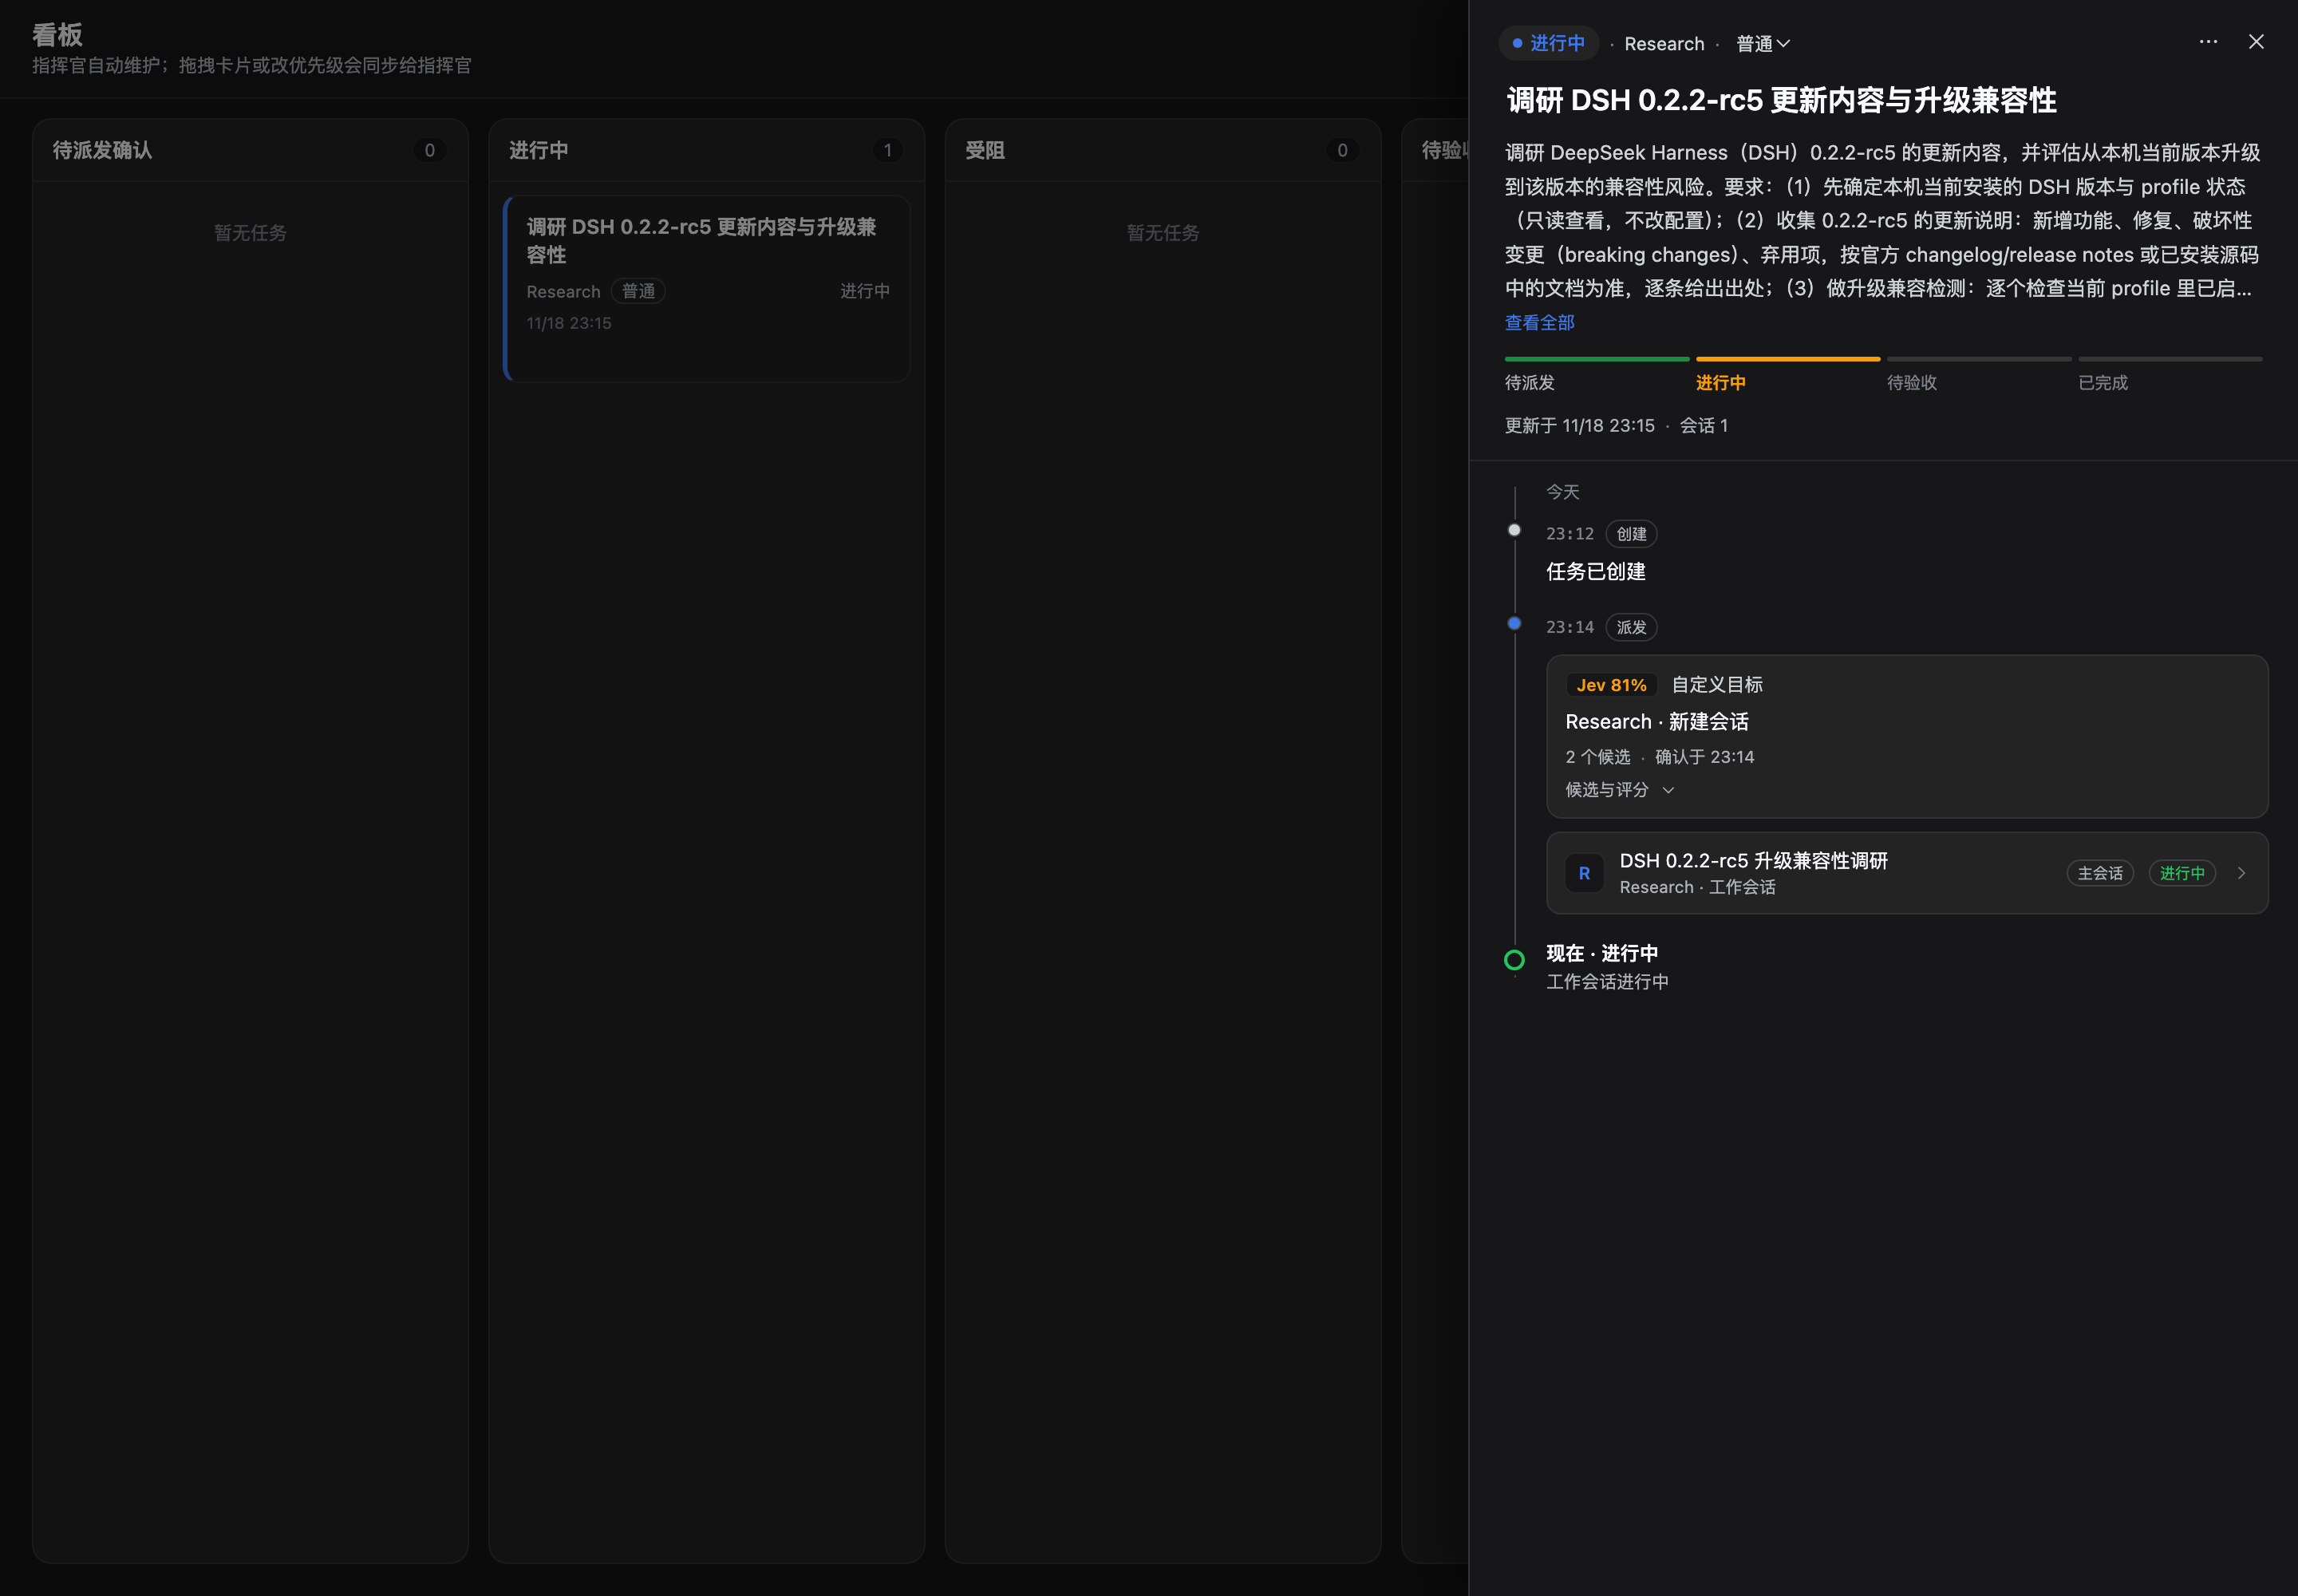 看板
指挥官自动维护；拖拽卡片或改优先级会同步给指挥官
待派发确认 0
暂无任务
进行中 1
调研 DSH 0.2.2-rc5 更新内容与升级兼
容性
Research 普通 进行中
11/18 23:15
受阻 0
暂无任务
待验
进行中 · Research · 普通
调研 DSH 0.2.2-rc5 更新内容与升级兼容性
调研 DeepSeek Harness（DSH）0.2.2-rc5 的更新内容，并评估从本机当前版本升级
到该版本的兼容性风险。要求：（1）先确定本机当前安装的 DSH 版本与 profile 状态
（只读查看，不改配置）；（2）收集 0.2.2-rc5 的更新说明：新增功能、修复、破坏性
变更（breaking changes）、弃用项，按官方 changelog/release notes 或已安装源码
中的文档为准，逐条给出出处；（3）做升级兼容检测：逐个检查当前 profile 里已启...
查看全部
待派发 进行中 待验收 已完成
更新于 11/18 23:15 · 会话 1
今天
23:12 创建
任务已创建
23:14 派发
Jev 81% 自定义目标
Research · 新建会话
2 个候选 · 确认于 23:14
候选与评分
R
DSH 0.2.2-rc5 升级兼容性调研
Research · 工作会话
主会话 进行中
现在 · 进行中
工作会话进行中